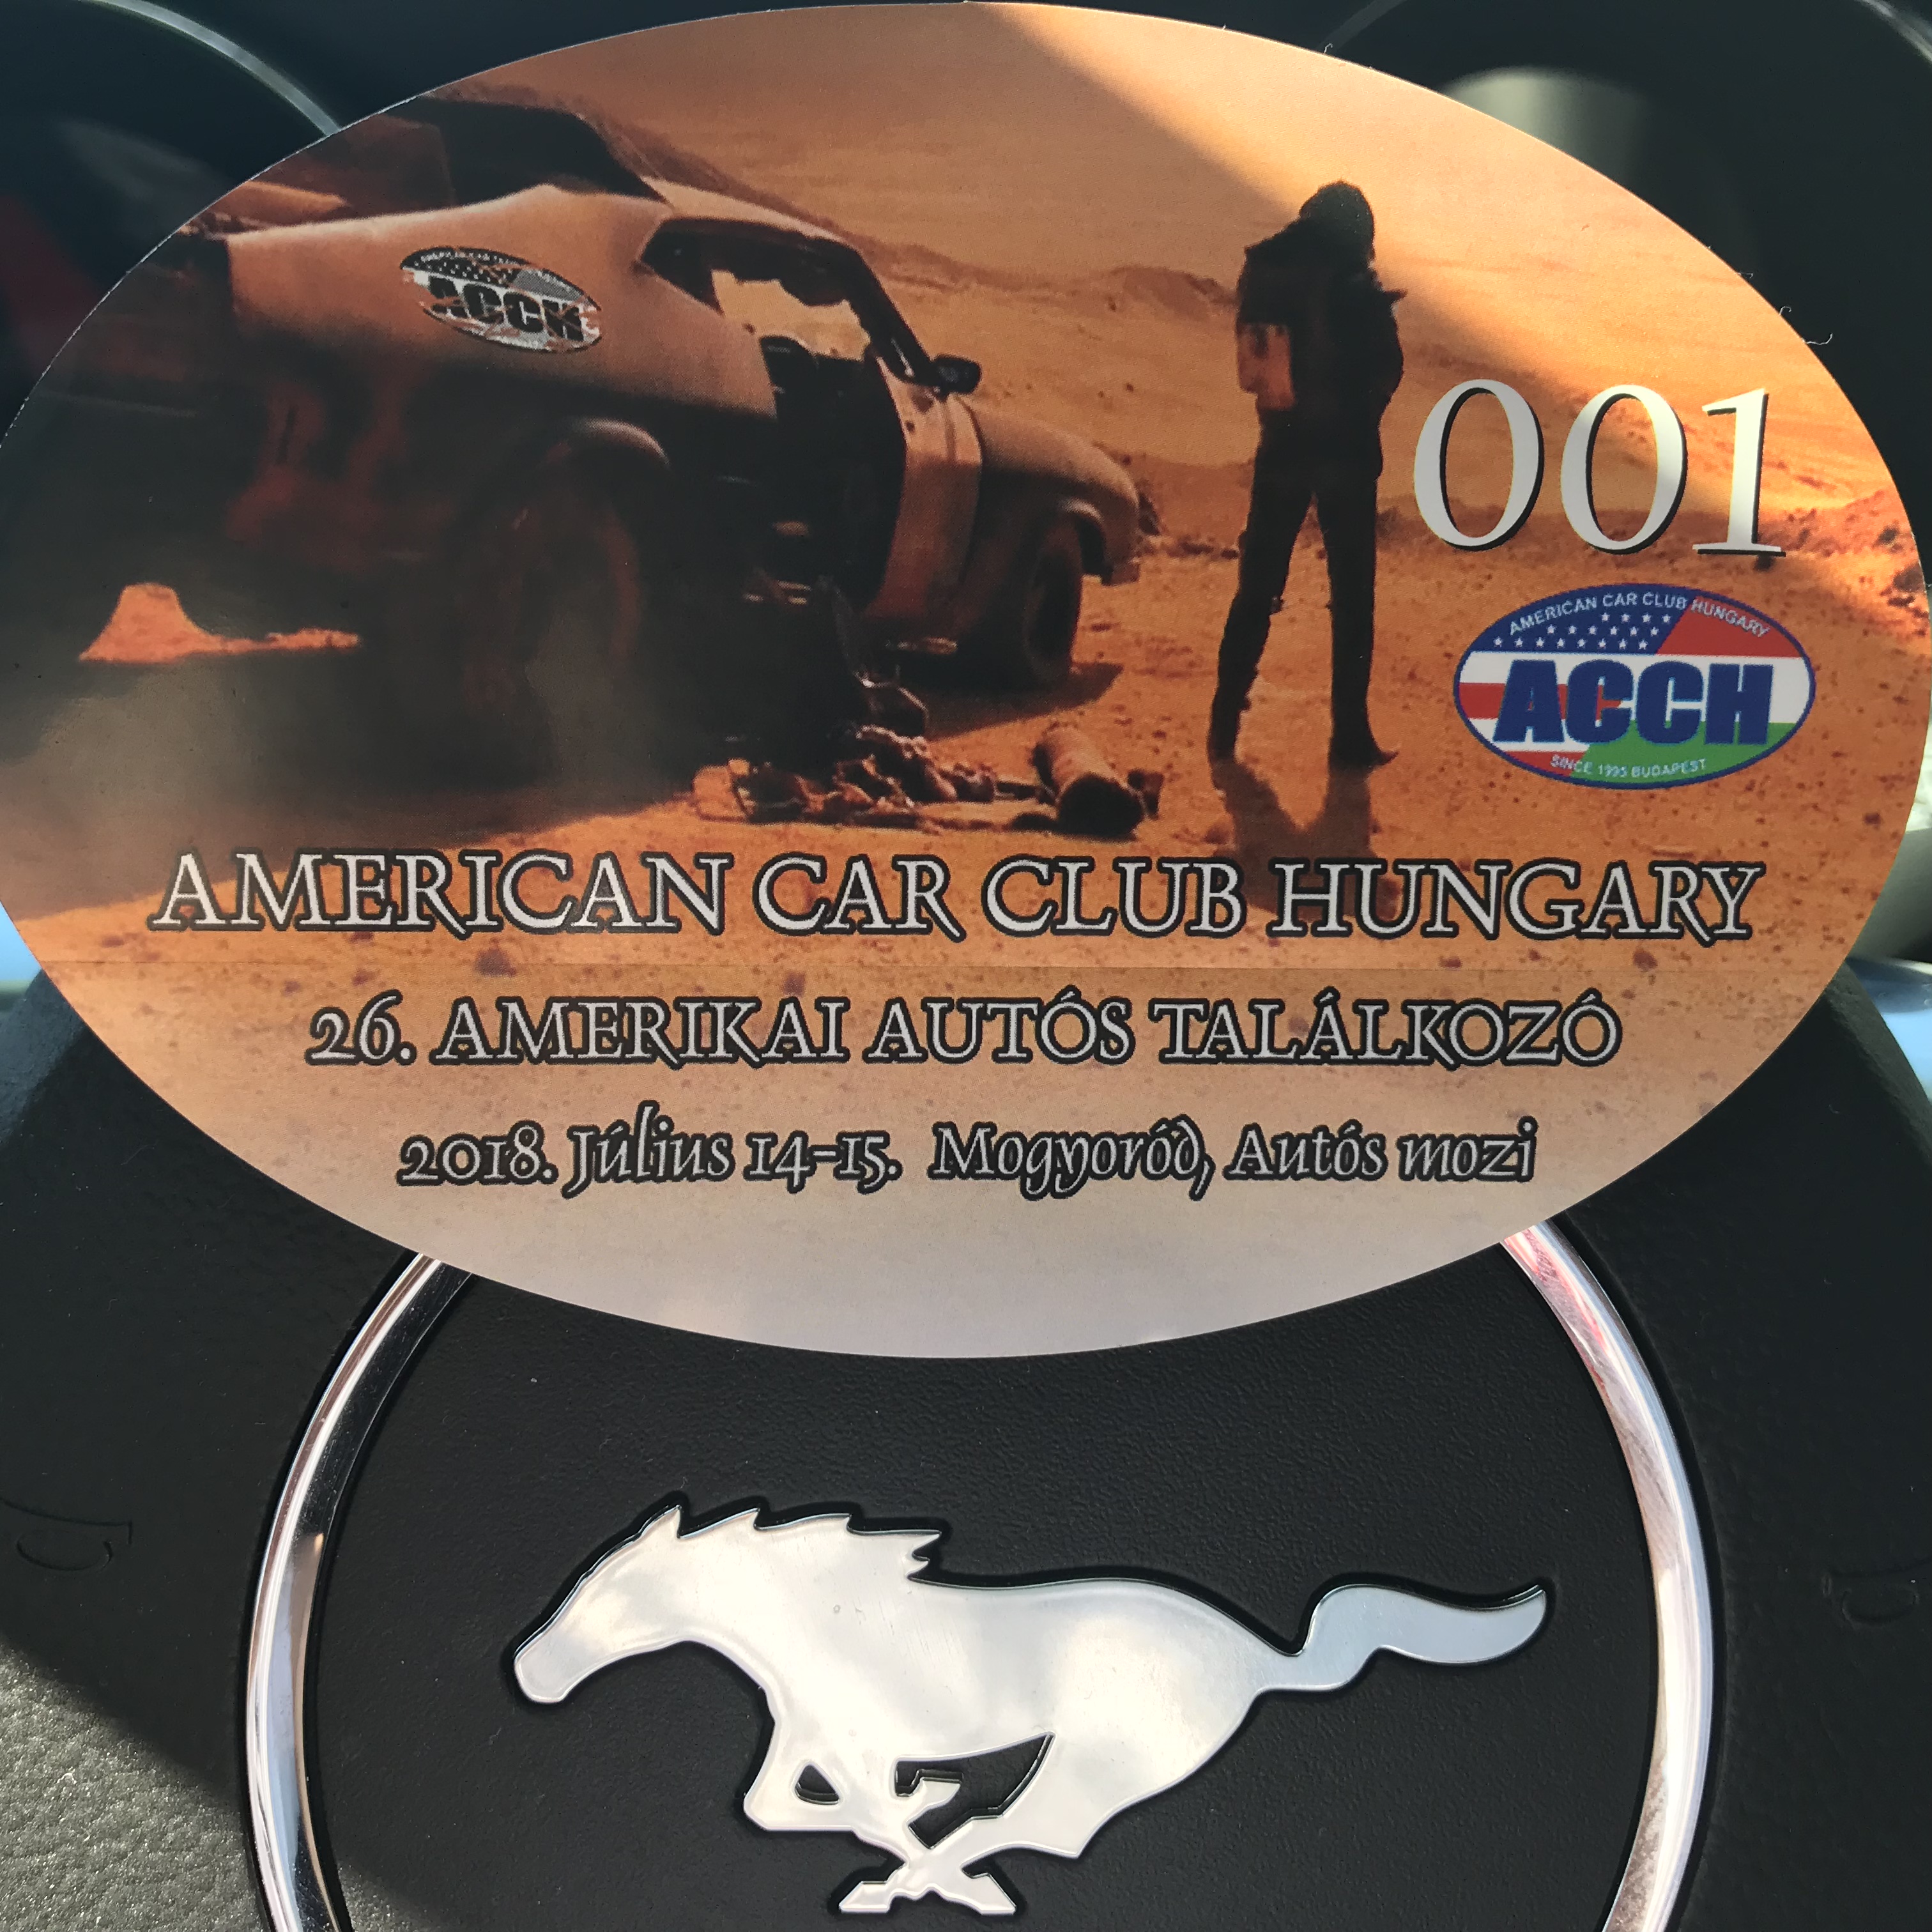 ACCH
001
AMERICAN CAR CLUB HUNGARY
ACCH
SINCE 1995 BUDAPEST
AMERICAN CAR CLUB HUNGARY
26. AMERIKAI AUTÓS TALÁLKOZÓ
2018. Július 14-15. Mogyoród, Autós mozi